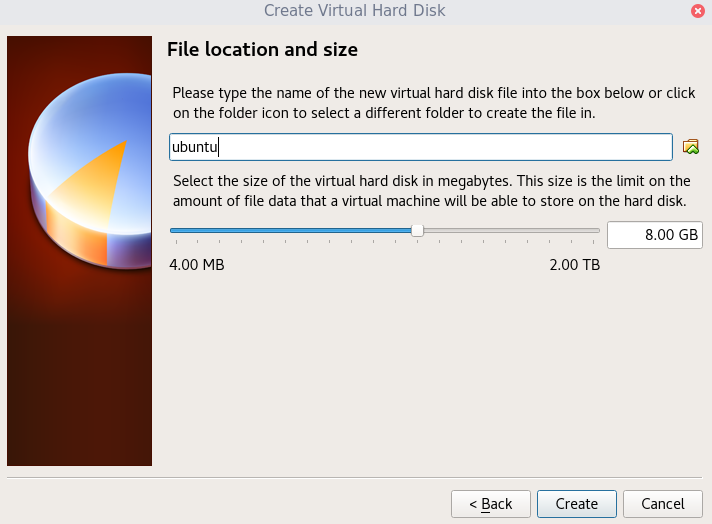 Create Virtual Hard Disk
File location and size
Please type the name of the new virtual hard disk file into the box below or click
on the folder icon to select a different folder to create the file in.
ubuntu
Select the size of the virtual hard disk in megabytes. This size is the limit on the
amount of file data that a virtual machine will be able to store on the hard disk.
8.00 GB
4.00 MB 2.00 TB
< Back Create Cancel